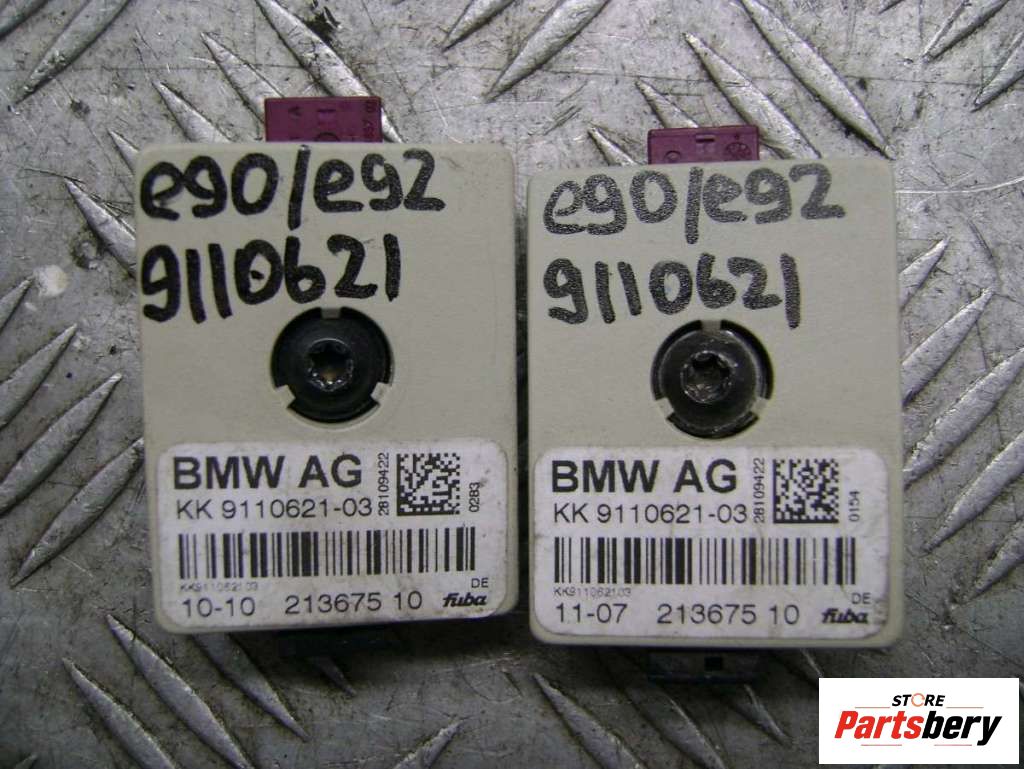 e90/e92
9110621
BMW AG
28109422
0283
KK 9110621-03
KK911062103
DE
10-10 213675 10 fuba
e90/e92
9110621
BMW AG
28109422
0154
KK 9110621-03
KK911062103
DE
11-07 213675 10 fuba
STORE
Partsbery